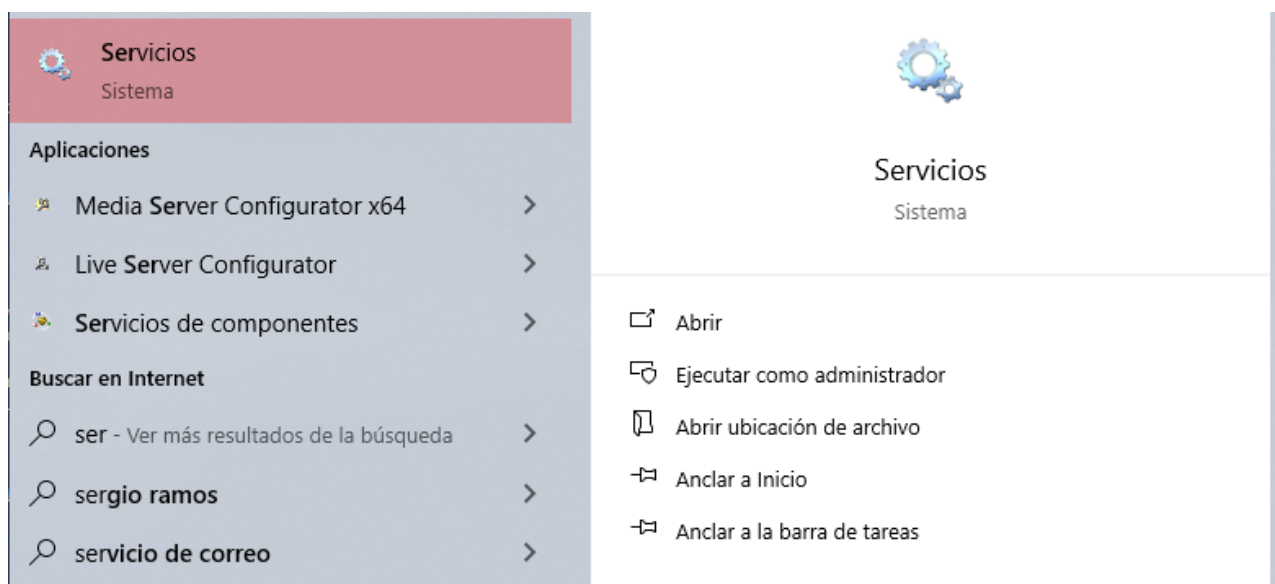 Servicios
Sistema
Aplicaciones
Media Server Configurator x64
Live Server Configurator
Servicios de componentes
Buscar en Internet
ser - Ver más resultados de la búsqueda
sergio ramos
servicio de correo
Servicios
Sistema
Abrir
Ejecutar como administrador
Abrir ubicación de archivo
Anclar a Inicio
Anclar a la barra de tareas